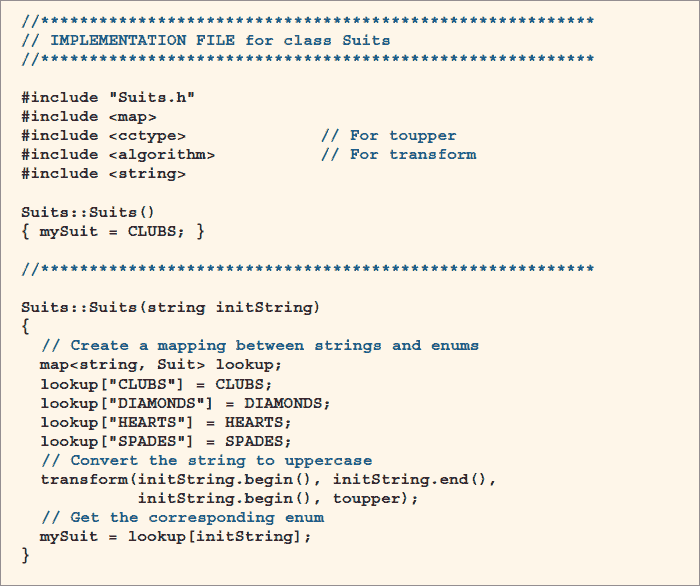 //*********************************************************
// IMPLEMENTATION FILE for class Suits
//*********************************************************
#include "Suits.h"
#include <map>
#include <cctype>              // For toupper
#include <algorithm>           // For transform
#include <string>
Suits::Suits()
{ mySuit = CLUBS; }
//*********************************************************
Suits::Suits(string initString)
{
  // Create a mapping between strings and enums
  map<string, Suit> lookup;
  lookup["CLUBS"] = CLUBS;
  lookup["DIAMONDS"] = DIAMONDS;
  lookup["HEARTS"] = HEARTS;
  lookup["SPADES"] = SPADES;
  // Convert the string to uppercase
  transform(initString.begin(), initString.end(),
            initString.begin(), toupper);
  // Get the corresponding enum
  mySuit = lookup[initString];
}